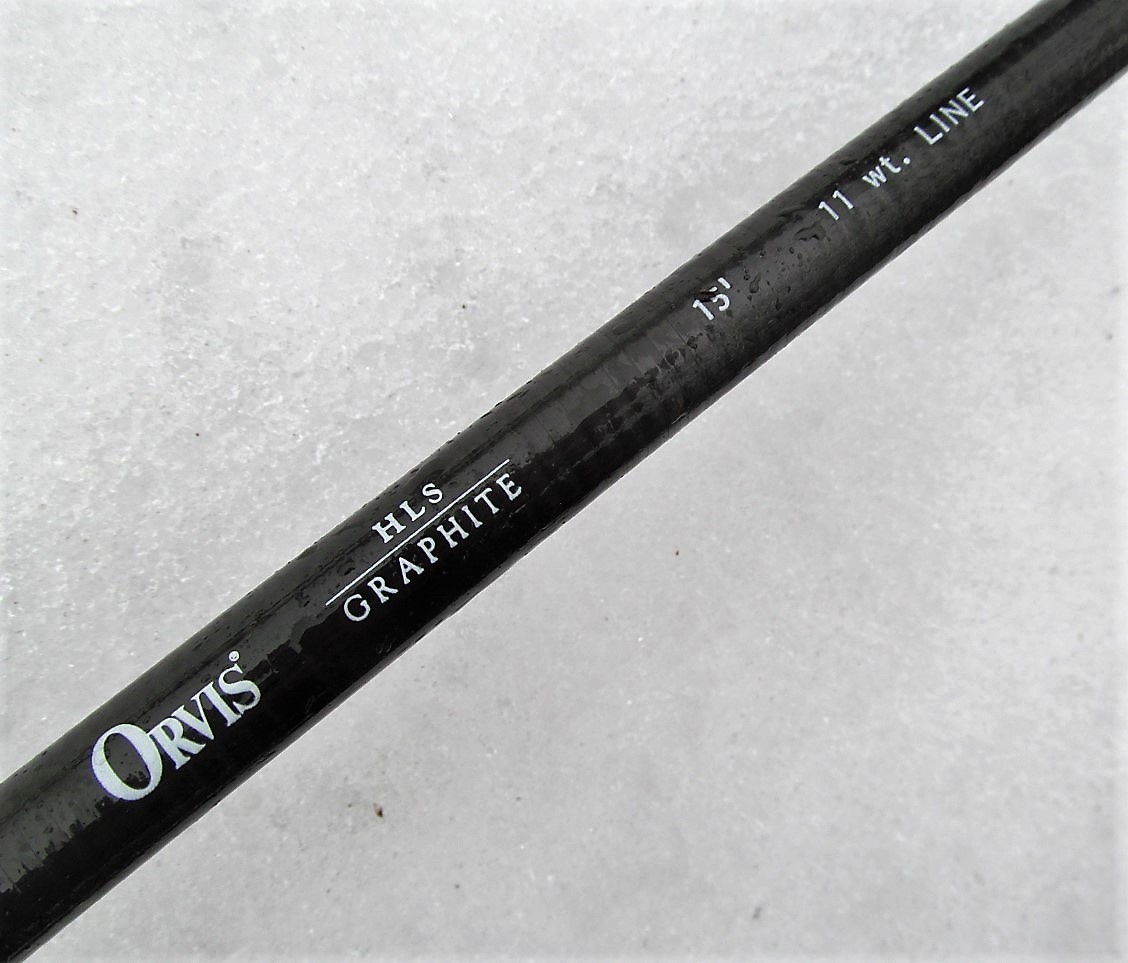 ORVIS®
HLS
GRAPHITE
15' 11 wt. LINE